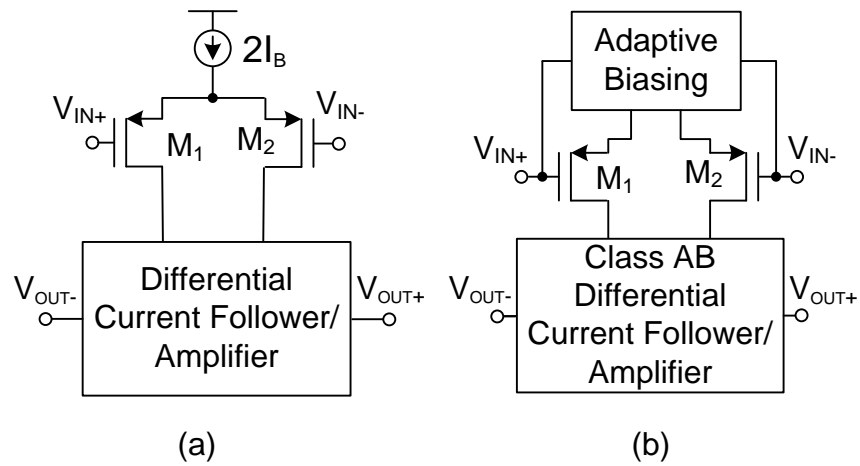 2I_B
V_IN+
V_IN-
M_1
M_2
Differential
Current Follower/
Amplifier
V_OUT-
V_OUT+
(a)
Adaptive
Biasing
V_IN+
V_IN-
M_1
M_2
Class AB
Differential
Current Follower/
Amplifier
V_OUT-
V_OUT+
(b)